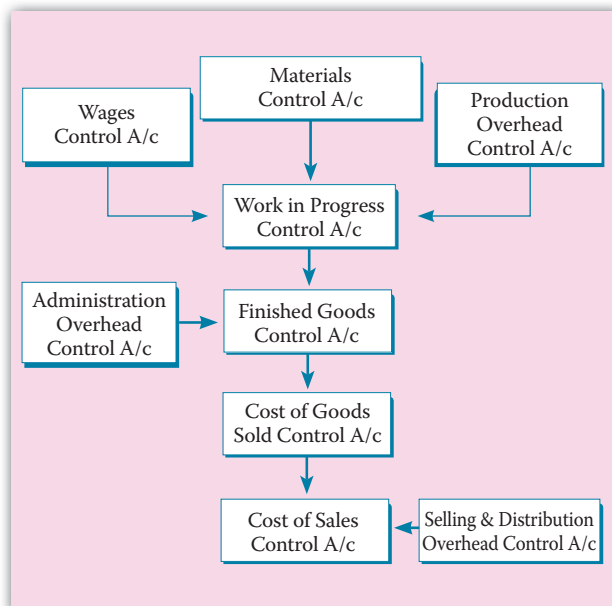 Materials
Control A/c
Wages
Control A/c
Production
Overhead
Control A/c
Work in Progress
Control A/c
Administration
Overhead
Control A/c
Finished Goods
Control A/c
Cost of Goods
Sold Control A/c
Cost of Sales
Control A/c
Selling & Distribution
Overhead Control A/c